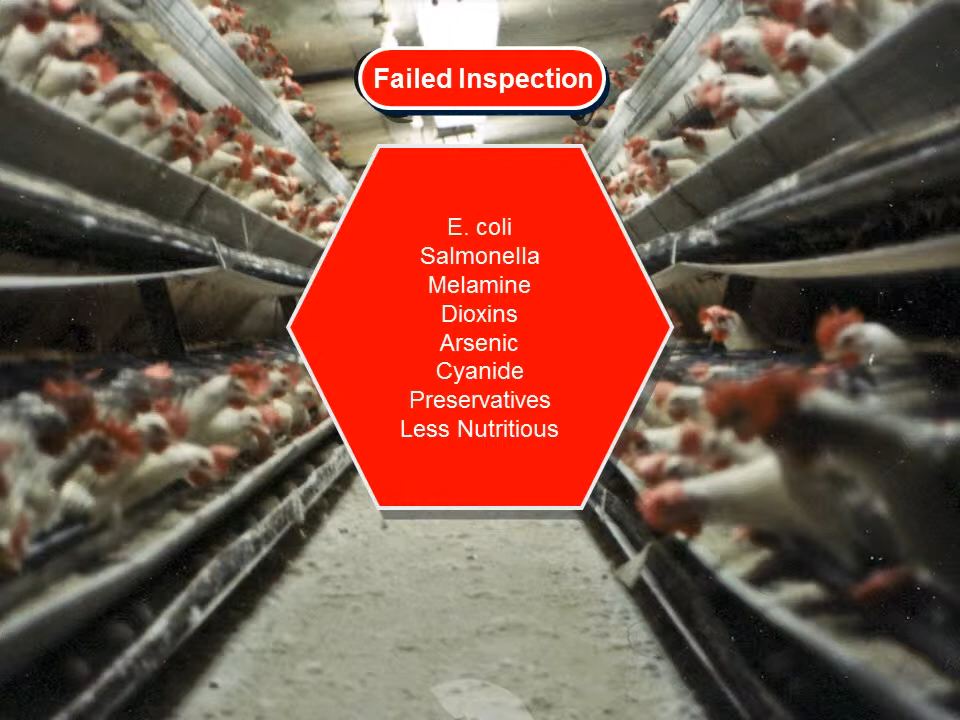 Failed Inspection
E. coli
Salmonella
Melamine
Dioxins
Arsenic
Cyanide
Preservatives
Less Nutritious